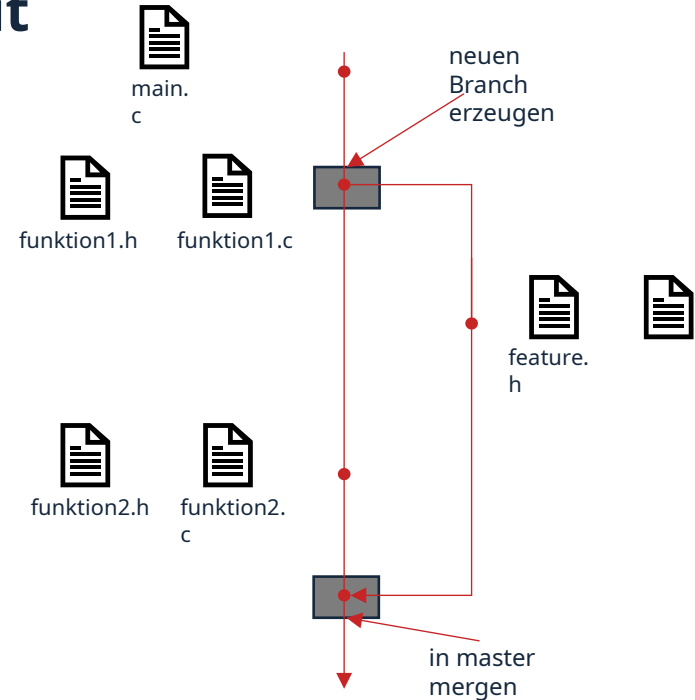 main.
c
neuen
Branch
erzeugen
funktion1.h
funktion1.c
feature.
h
funktion2.h
funktion2.
c
in master
mergen